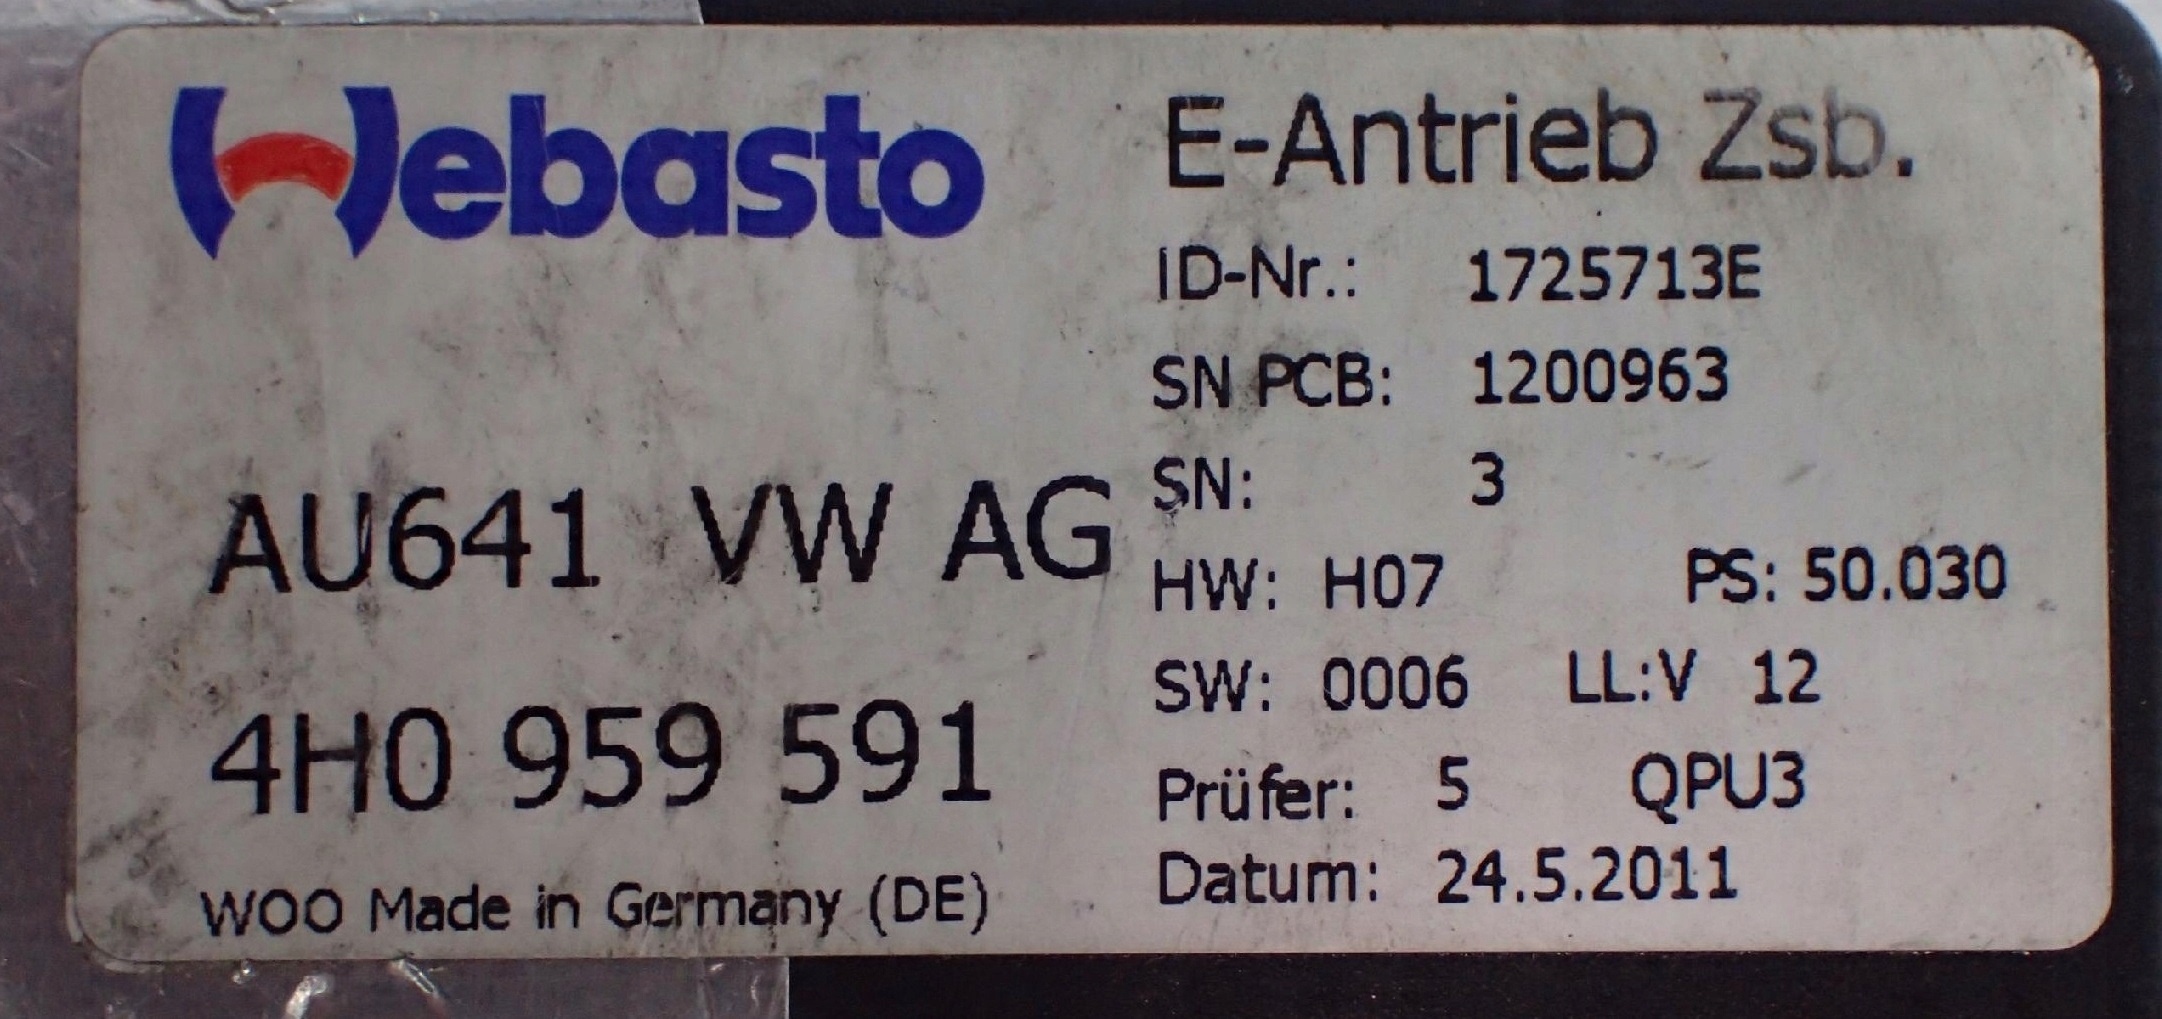 Webasto
AU641 VW AG
4H0 959 591
WOO Made in Germany (DE)
E-Antrieb Zsb.
ID-Nr.: 1725713E
SN PCB: 1200963
SN: 3
HW: H07 PS: 50.030
SW: 0006 LL:V 12
Prüfer: 5 QPU3
Datum: 24.5.2011